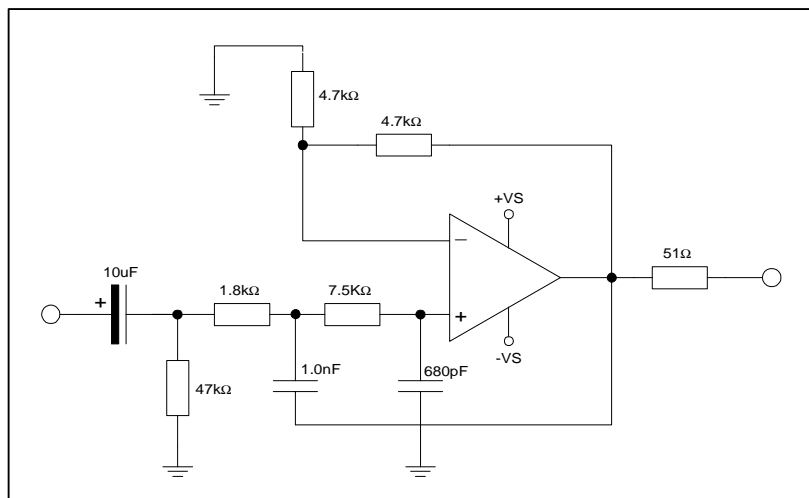 4.7kΩ
4.7kΩ
+VS
−
51Ω
10uF
+
1.8kΩ
7.5KΩ
+
-VS
1.0nF
680pF
47kΩ